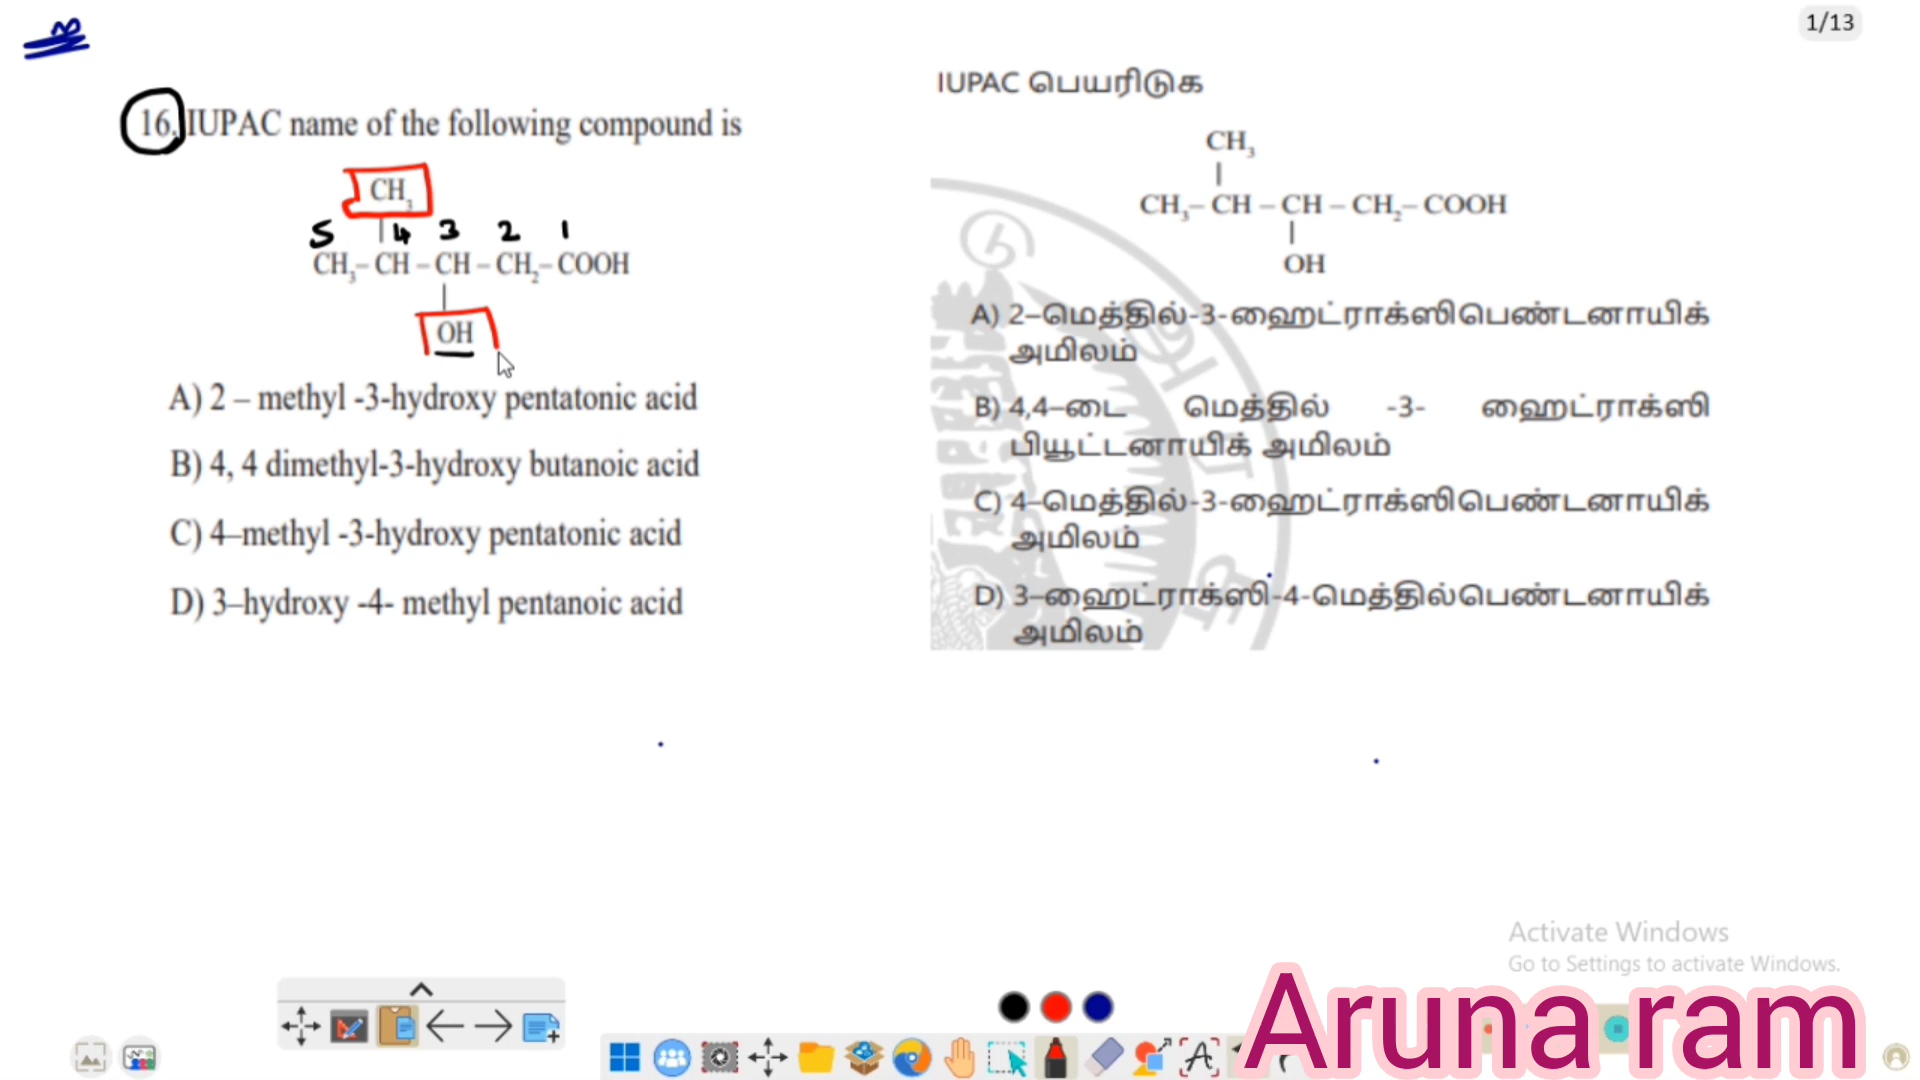 1/13
16. IUPAC name of the following compound is
CH₃
5 4 3 2 1
CH₃– CH – CH – CH₂– COOH
OH
A) 2 – methyl -3-hydroxy pentatonic acid
B) 4, 4 dimethyl-3-hydroxy butanoic acid
C) 4–methyl -3-hydroxy pentatonic acid
D) 3–hydroxy -4- methyl pentanoic acid
IUPAC பெயரிடுக
CH₃
CH₃– CH – CH – CH₂– COOH
OH
A) 2–மெத்தில்-3-ஹைட்ராக்ஸிபெண்டனாயிக்
அமிலம்
B) 4,4–டை மெத்தில் -3- ஹைட்ராக்ஸி
பியூட்டனாயிக் அமிலம்
C) 4–மெத்தில்-3-ஹைட்ராக்ஸிபெண்டனாயிக்
அமிலம்
D) 3–ஹைட்ராக்ஸி-4-மெத்தில்பெண்டனாயிக்
அமிலம்
Activate Windows
Go to Settings to activate Windows.
Aruna ram